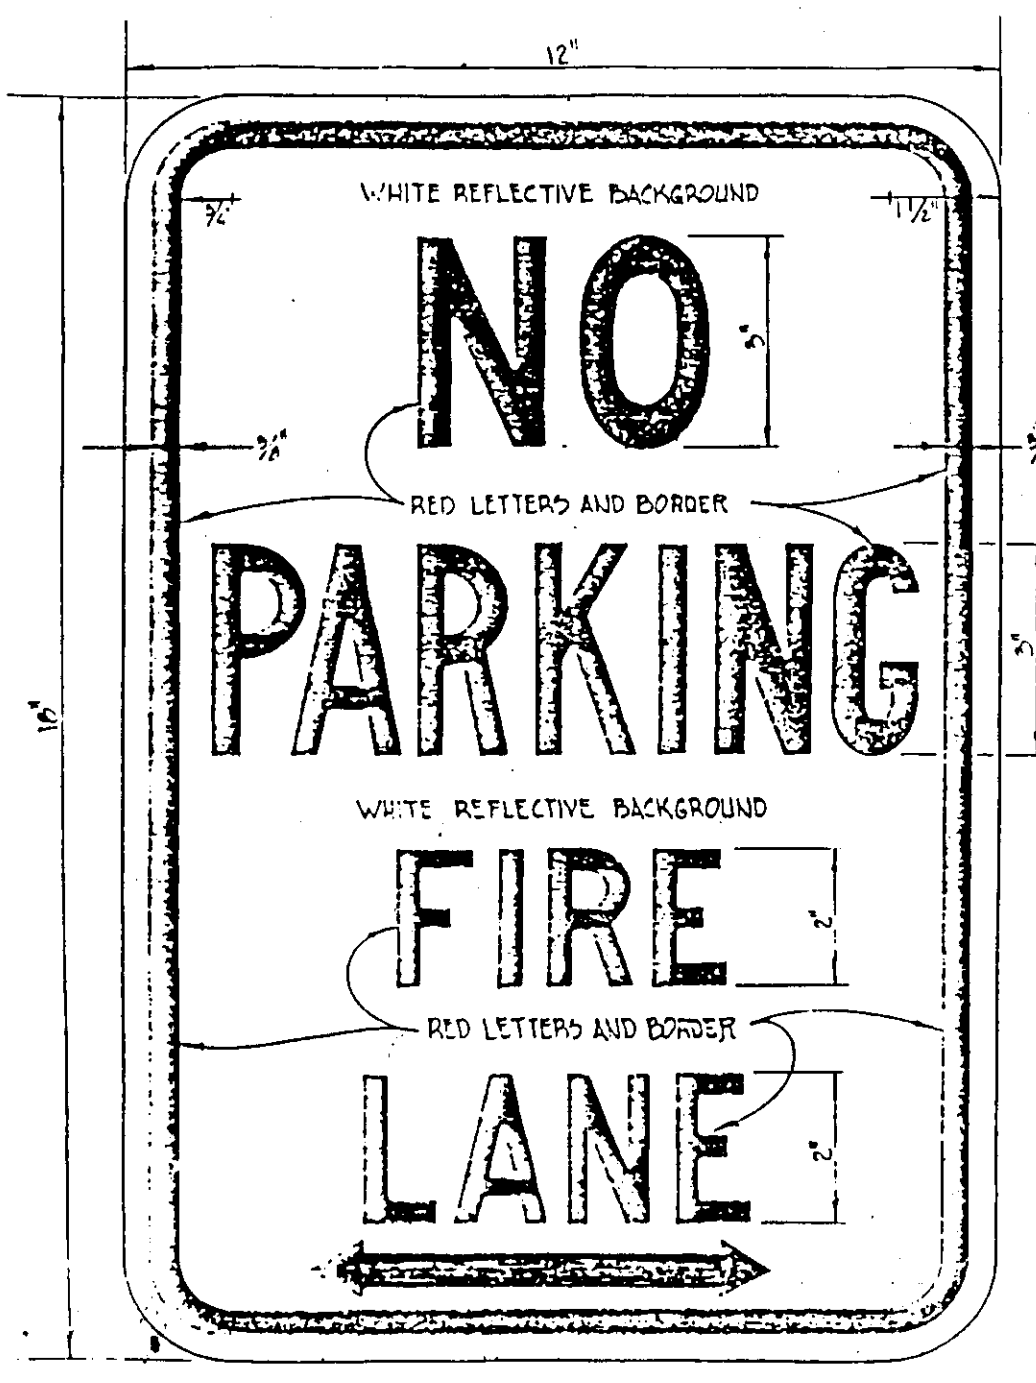 12"
WHITE REFLECTIVE BACKGROUND
3/4"
1 1/2"
NO
3"
3/8"
18"
RED LETTERS AND BORDER
PARKING
3"
WHITE REFLECTIVE BACKGROUND
FIRE
2"
RED LETTERS AND BORDER
LANE
2"